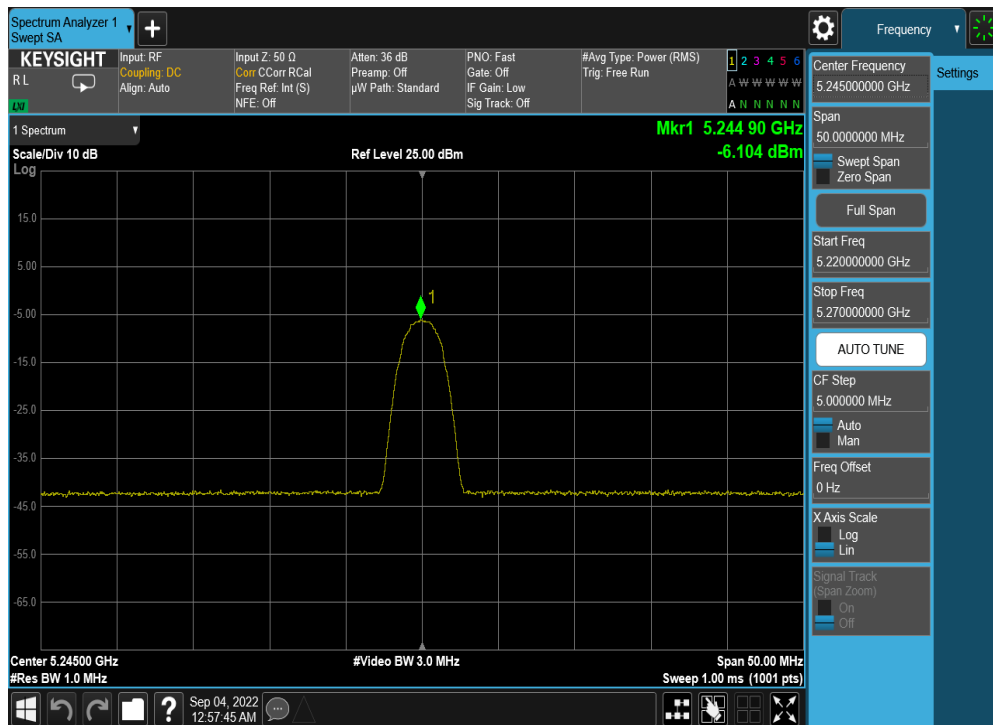 Spectrum Analyzer 1
Swept SA
Frequency
KEYSIGHT
R L
LXI
Input: RF
Coupling: DC
Align: Auto
Input Z: 50 Ω
Corr CCorr RCal
Freq Ref: Int (S)
NFE: Off
Atten: 36 dB
Preamp: Off
µW Path: Standard
PNO: Fast
Gate: Off
IF Gain: Low
Sig Track: Off
#Avg Type: Power (RMS)
Trig: Free Run
1 2 3 4 5 6
A W W W W W
A N N N N N
1 Spectrum
Scale/Div 10 dB
Log
Ref Level 25.00 dBm
Mkr1 5.244 90 GHz
-6.104 dBm
1
15.0
5.00
-5.00
-15.0
-25.0
-35.0
-45.0
-55.0
-65.0
Center 5.24500 GHz
#Res BW 1.0 MHz
#Video BW 3.0 MHz
Span 50.00 MHz
Sweep 1.00 ms (1001 pts)
Center Frequency
5.245000000 GHz
Settings
Span
50.0000000 MHz
Swept Span
Zero Span
Full Span
Start Freq
5.220000000 GHz
Stop Freq
5.270000000 GHz
AUTO TUNE
CF Step
5.000000 MHz
Auto
Man
Freq Offset
0 Hz
X Axis Scale
Log
Lin
Signal Track
(Span Zoom)
On
Off
?
Sep 04, 2022
12:57:45 AM